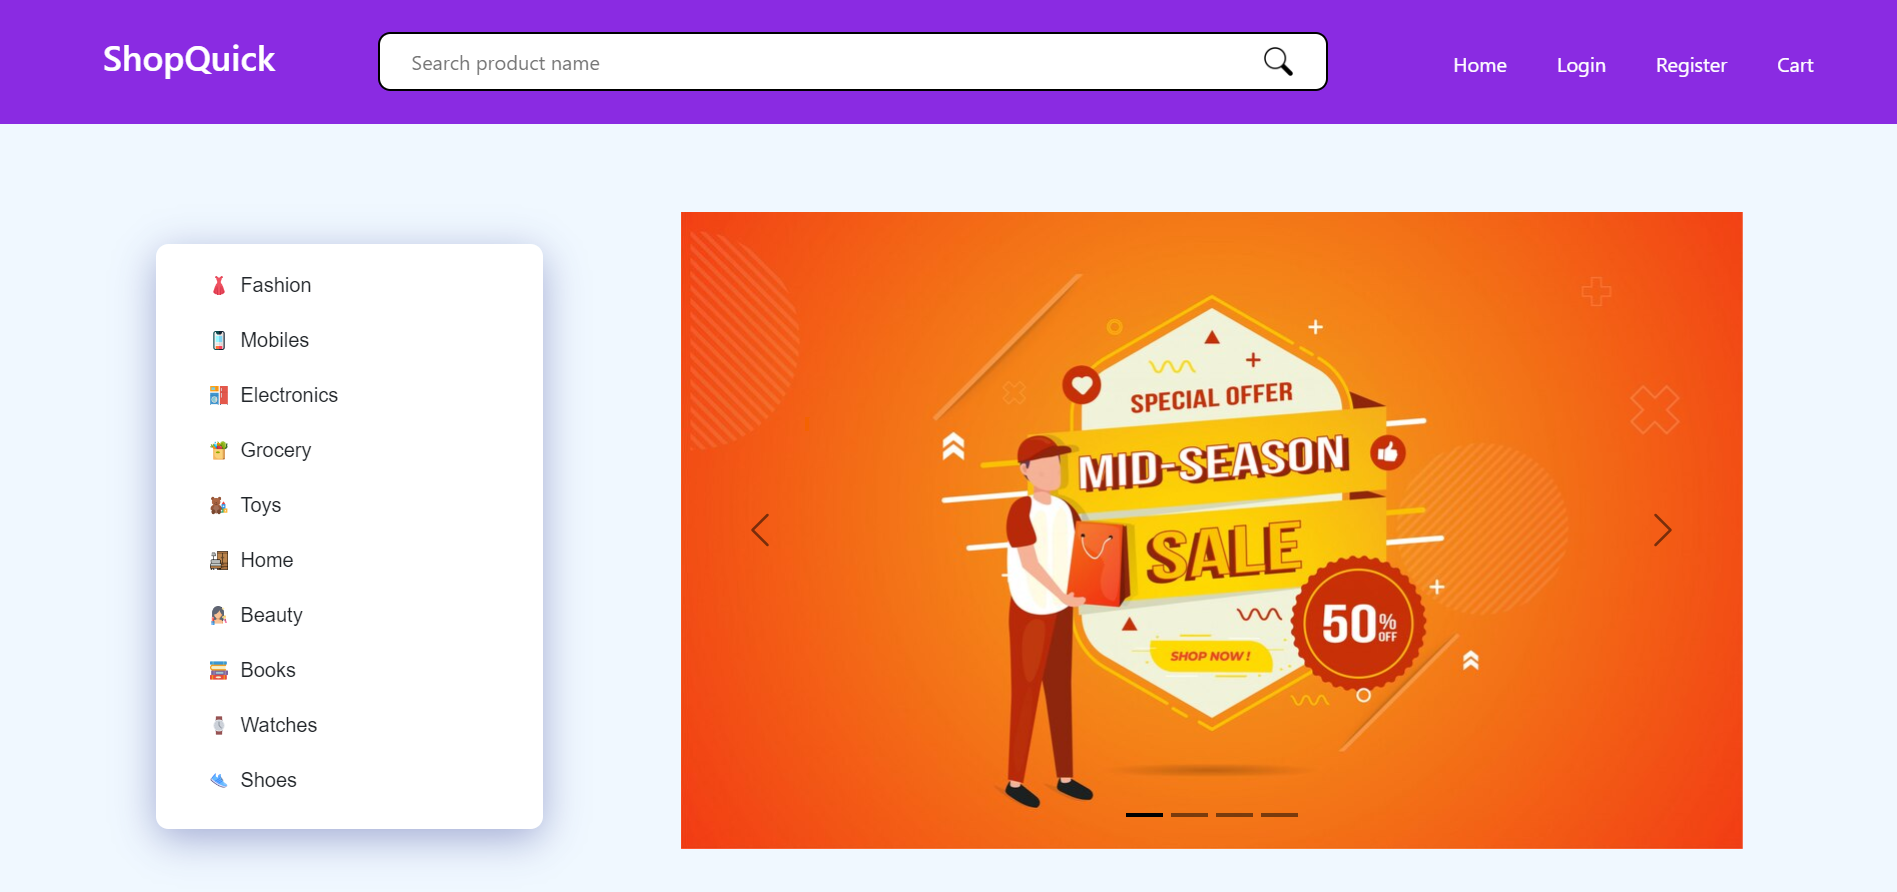 ShopQuick
Search product name
Home
Login
Register
Cart
Fashion
Mobiles
Electronics
Grocery
Toys
Home
Beauty
Books
Watches
Shoes
SPECIAL OFFER
MID-SEASON
SALE
50% OFF
SHOP NOW !